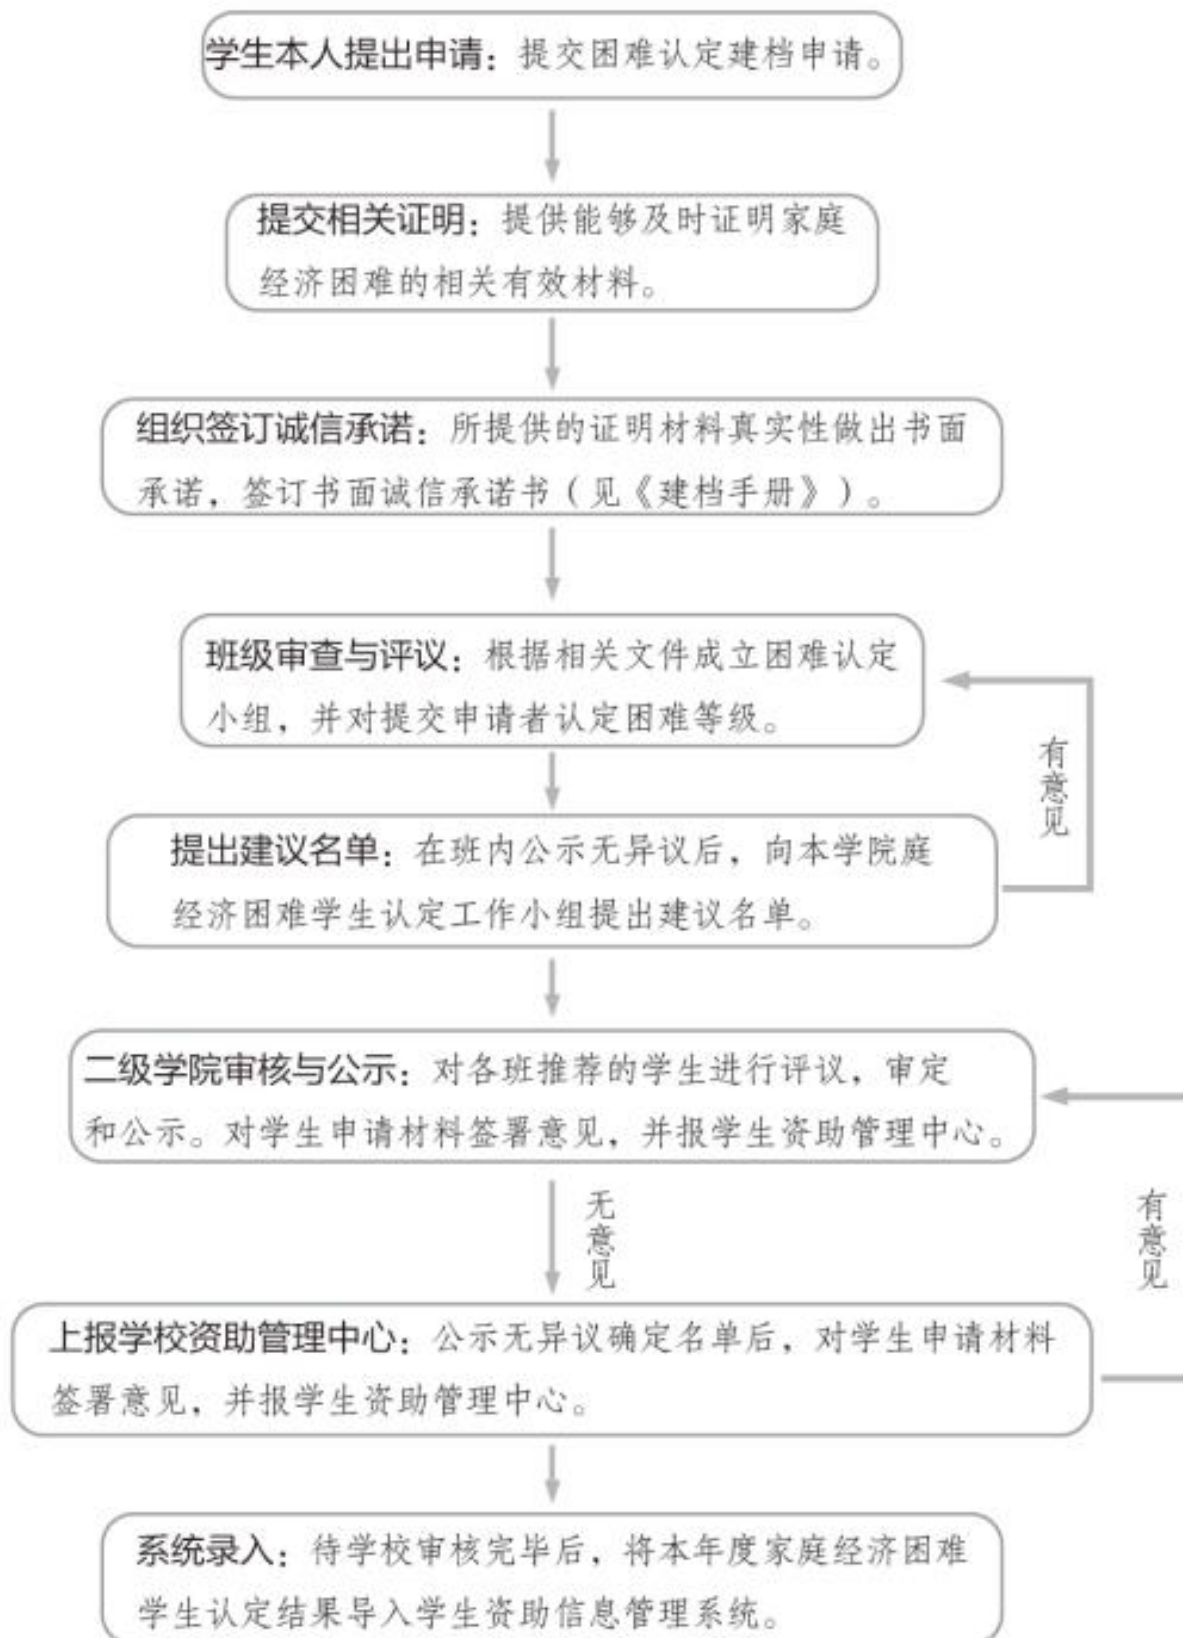 学生本人提出申请：提交困难认定建档申请。
提交相关证明：提供能够及时证明家庭
经济困难的相关有效材料。
组织签订诚信承诺：所提供的证明材料真实性做出书面
承诺，签订书面诚信承诺书（见《建档手册》）。
班级审查与评议：根据相关文件成立困难认定
小组，并对提交申请者认定困难等级。
有意见
提出建议名单：在班内公示无异议后，向本学院庭
经济困难学生认定工作小组提出建议名单。
二级学院审核与公示：对各班推荐的学生进行评议，审定
和公示。对学生申请材料签署意见，并报学生资助管理中心。
无意见
有意见
上报学校资助管理中心：公示无异议确定名单后，对学生申请材料
签署意见，并报学生资助管理中心。
系统录入：待学校审核完毕后，将本年度家庭经济困难
学生认定结果导入学生资助信息管理系统。